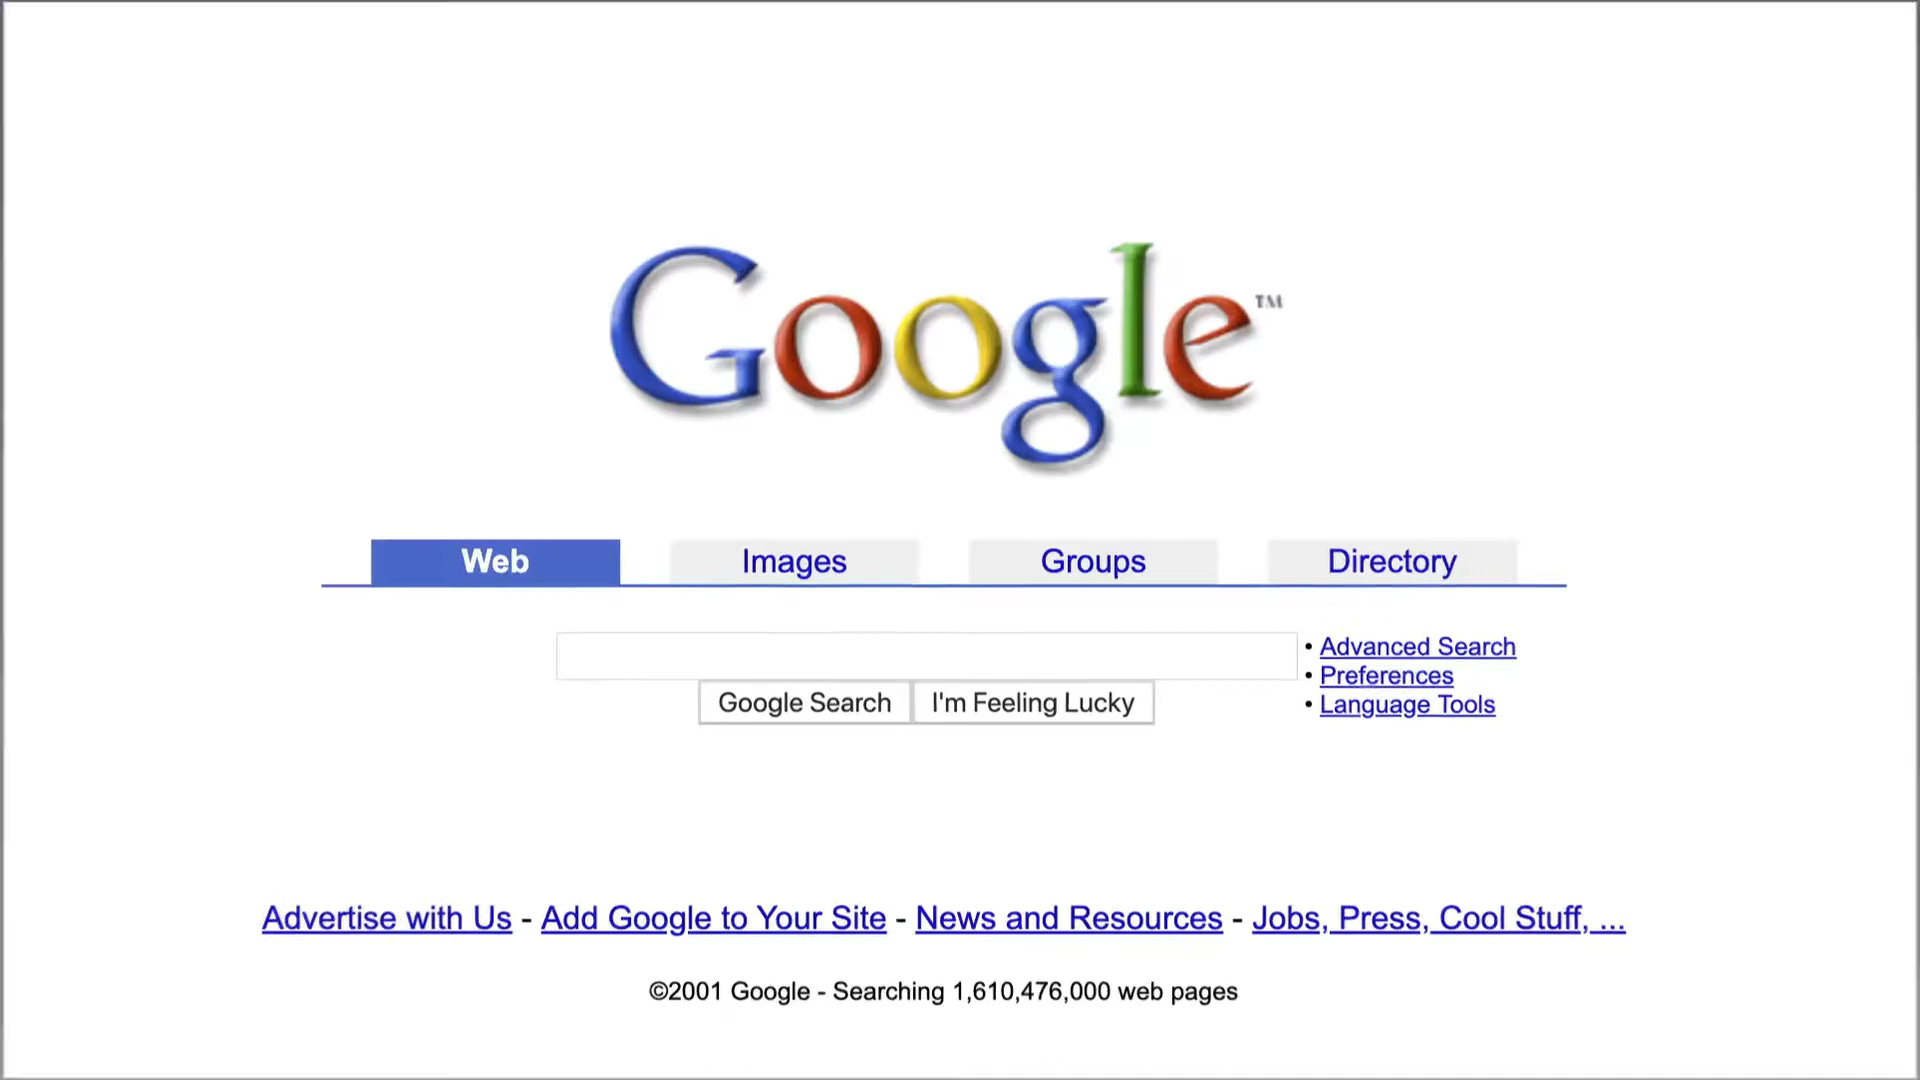 Google™
Web Images Groups Directory
• Advanced Search
• Preferences
• Language Tools
Google Search I'm Feeling Lucky
Advertise with Us - Add Google to Your Site - News and Resources - Jobs, Press, Cool Stuff, ...
©2001 Google - Searching 1,610,476,000 web pages